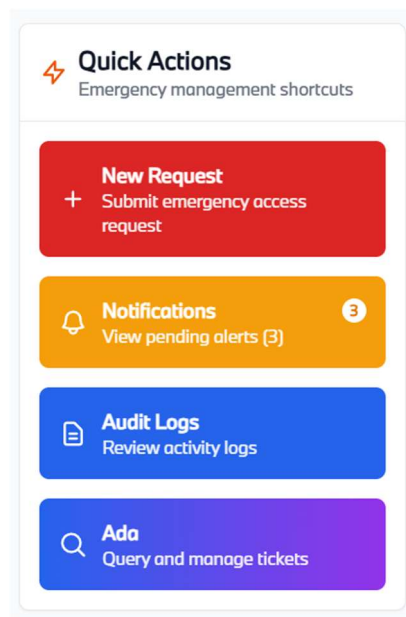 Quick Actions
Emergency management shortcuts
New Request
Submit emergency access
request
Notifications
3
View pending alerts (3)
Audit Logs
Review activity logs
Ada
Query and manage tickets